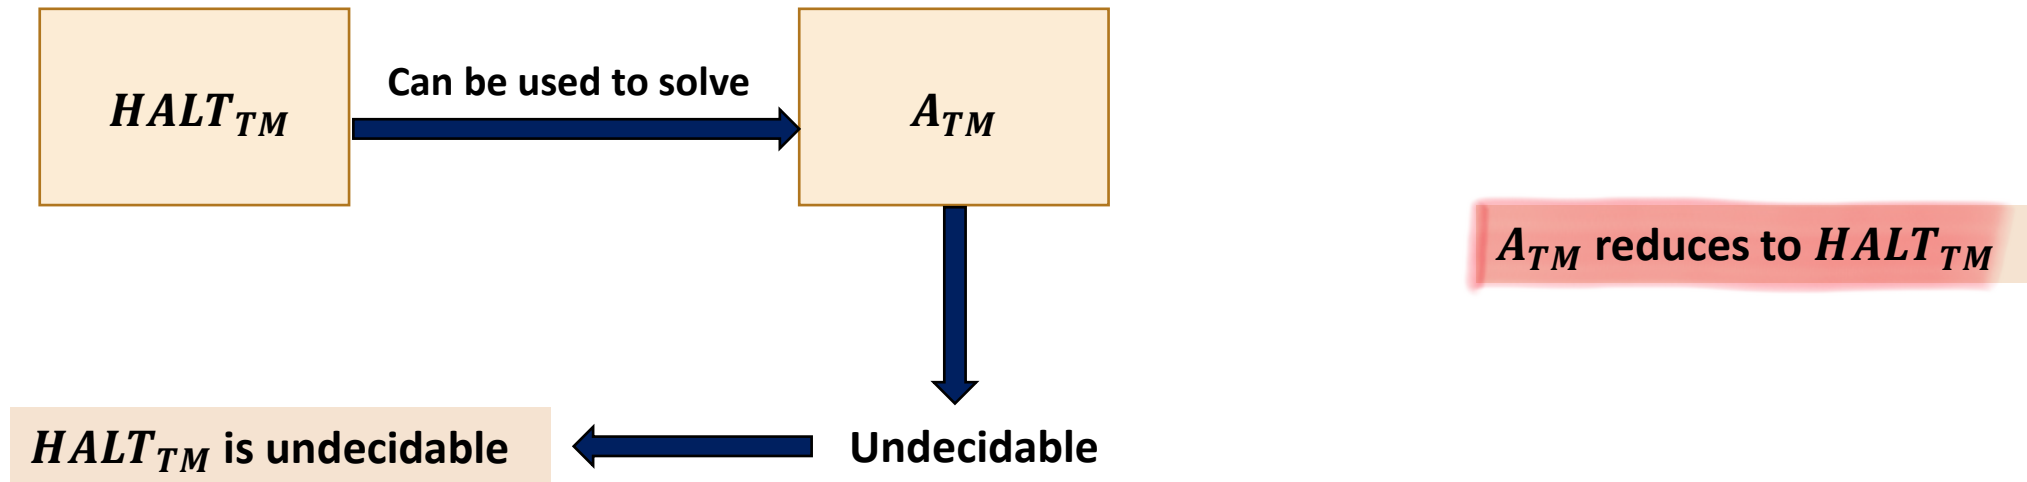 Can be used to solve
HALT_TM
A_TM
A_TM reduces to HALT_TM
HALT_TM is undecidable
Undecidable